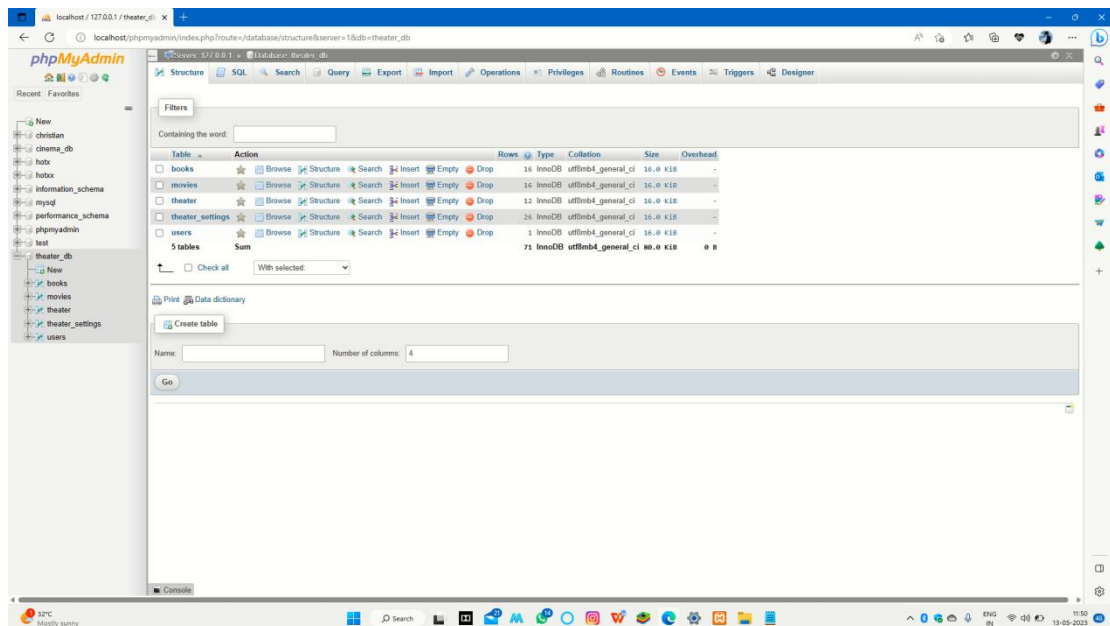 localhost / 127.0.0.1 / theater_di
localhost/phpmyadmin/index.php?route=/database/structure&server=1&db=theater_db
phpMyAdmin
Recent Favorites
New
christian
cinema_db
hotx
hotxx
information_schema
mysql
performance_schema
phpmyadmin
test
theater_db
New
books
movies
theater
theater_settings
users
Server: 127.0.0.1 » Database: theater_db
Structure SQL Search Query Export Import Operations Privileges Routines Events Triggers Designer
Filters
Containing the word:
Table Action Rows Type Collation Size Overhead
books Browse Structure Search Insert Empty Drop 16 InnoDB utf8mb4_general_ci 16.0 KiB -
movies Browse Structure Search Insert Empty Drop 16 InnoDB utf8mb4_general_ci 16.0 KiB -
theater Browse Structure Search Insert Empty Drop 12 InnoDB utf8mb4_general_ci 16.0 KiB -
theater_settings Browse Structure Search Insert Empty Drop 26 InnoDB utf8mb4_general_ci 16.0 KiB -
users Browse Structure Search Insert Empty Drop 1 InnoDB utf8mb4_general_ci 16.0 KiB -
5 tables Sum 71 InnoDB utf8mb4_general_ci 80.0 KiB 0 B
Check all With selected:
Print Data dictionary
Create table
Name: Number of columns: 4
Go
Console
32°C
Mostly sunny
Search
ENG
IN
11:50
13-05-2023